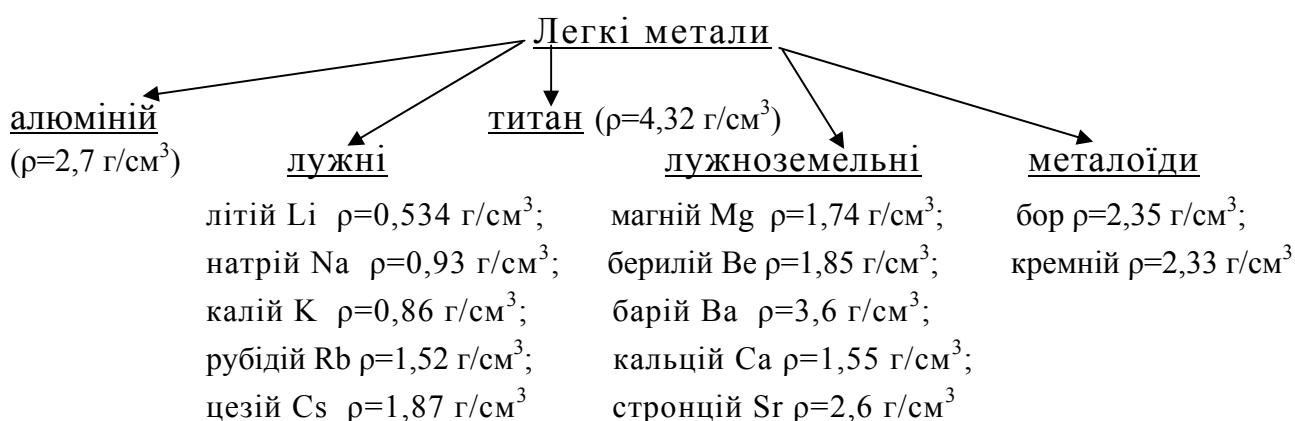 Легкі метали
алюміній
(ρ=2,7 г/см³)
титан (ρ=4,32 г/см³)
лужні
літій Li ρ=0,534 г/см³;
натрій Na ρ=0,93 г/см³;
калій K ρ=0,86 г/см³;
рубідій Rb ρ=1,52 г/см³;
цезій Cs ρ=1,87 г/см³
лужноземельні
магній Mg ρ=1,74 г/см³;
берилій Be ρ=1,85 г/см³;
барій Ba ρ=3,6 г/см³;
кальцій Ca ρ=1,55 г/см³;
стронцій Sr ρ=2,6 г/см³
металоїди
бор ρ=2,35 г/см³;
кремній ρ=2,33 г/см³